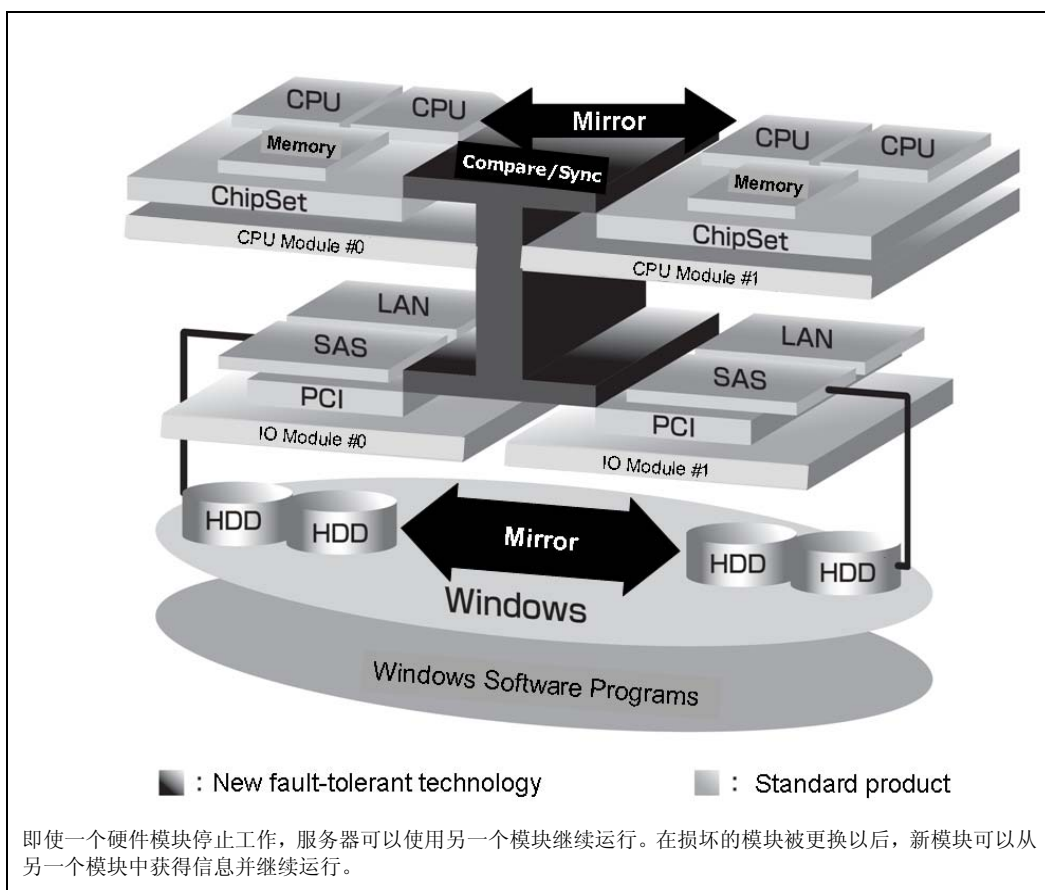 CPU
CPU
Mirror
CPU
CPU
Memory
Compare/Sync
Memory
ChipSet
ChipSet
CPU Module #0
CPU Module #1
LAN
LAN
SAS
SAS
PCI
PCI
IO Module #0
IO Module #1
HDD
HDD
Mirror
HDD
HDD
Windows
Windows Software Programs
: New fault-tolerant technology
: Standard product
即使一个硬件模块停止工作，服务器可以使用另一个模块继续运行。在损坏的模块被更换以后，新模块可以从
另一个模块中获得信息并继续运行。